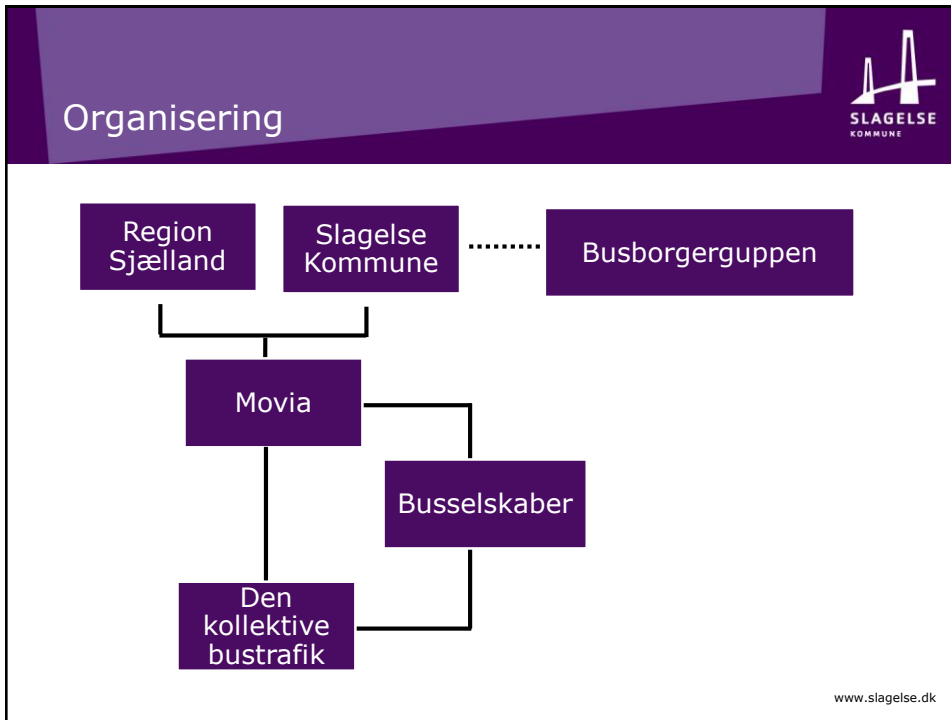 Organisering
SLAGELSE
KOMMUNE
Region
Sjælland
Slagelse
Kommune
Busborgerguppen
Movia
Busselskaber
Den
kollektive
bustrafik
www.slagelse.dk